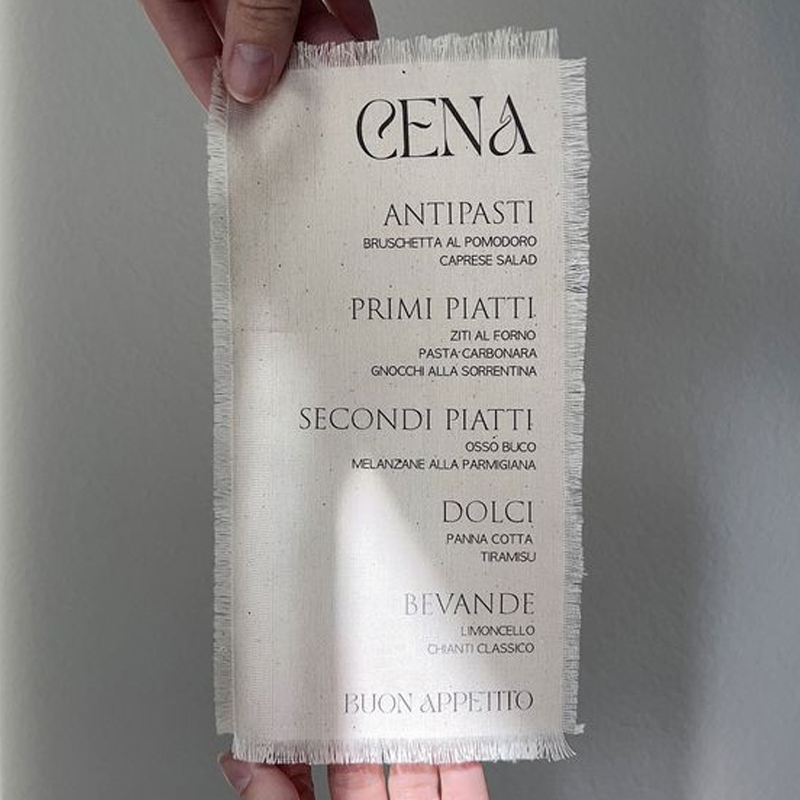 CENA
ANTIPASTI
BRUSCHETTA AL POMODORO
CAPRESE SALAD
PRIMI PIATTI
ZITI AL FORNO
PASTA CARBONARA
GNOCCHI ALLA SORRENTINA
SECONDI PIATTI
OSSO BUCO
MELANZANE ALLA PARMIGIANA
DOLCI
PANNA COTTA
TIRAMISU
BEVANDE
LIMONCELLO
CHIANTI CLASSICO
BUON APPETITO